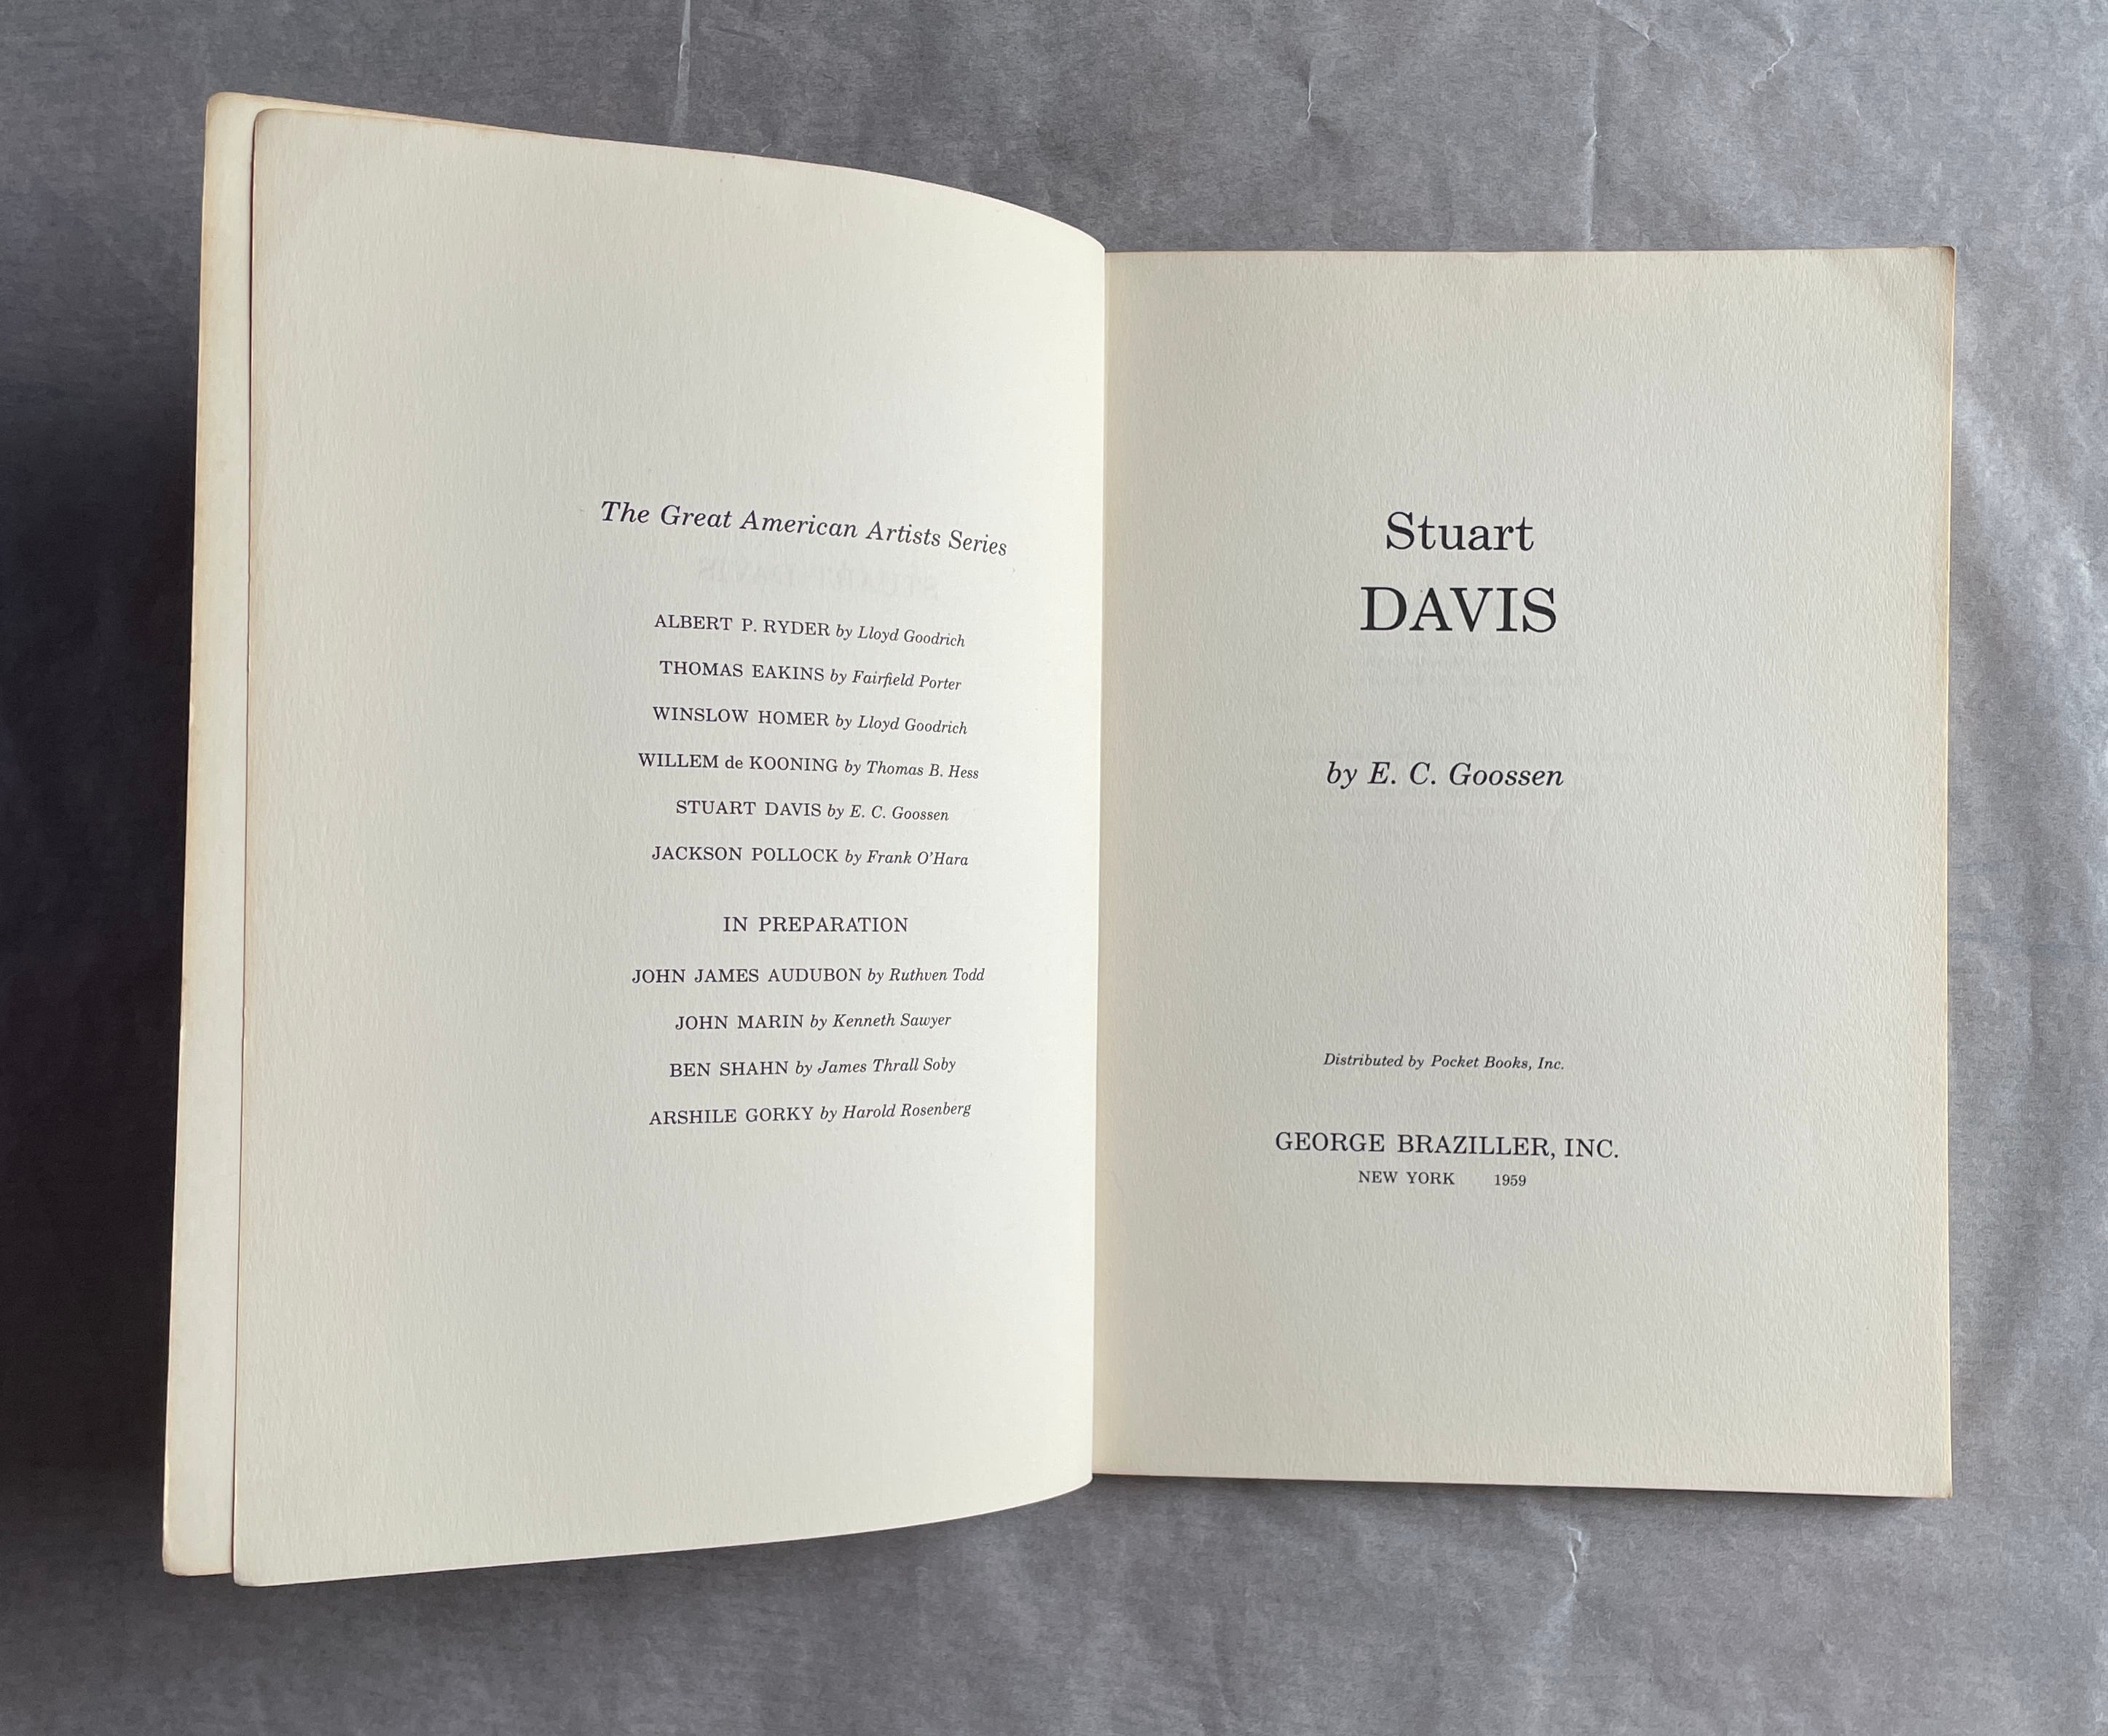 The Great American Artists Series
ALBERT P. RYDER by Lloyd Goodrich
THOMAS EAKINS by Fairfield Porter
WINSLOW HOMER by Lloyd Goodrich
WILLEM de KOONING by Thomas B. Hess
STUART DAVIS by E. C. Goossen
JACKSON POLLOCK by Frank O'Hara
IN PREPARATION
JOHN JAMES AUDUBON by Ruthven Todd
JOHN MARIN by Kenneth Sawyer
BEN SHAHN by James Thrall Soby
ARSHILE GORKY by Harold Rosenberg
Stuart
DAVIS
by E. C. Goossen
Distributed by Pocket Books, Inc.
GEORGE BRAZILLER, INC.
NEW YORK 1959